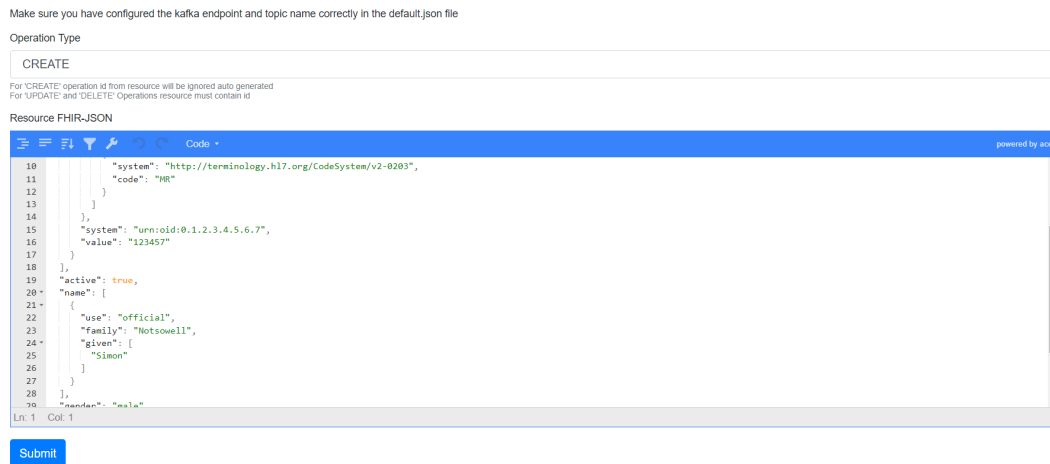 Make sure you have configured the kafka endpoint and topic name correctly in the default.json file
Operation Type
CREATE
For 'CREATE' operation id from resource will be ignored auto generated
For 'UPDATE' and 'DELETE' Operations resource must contain id
Resource FHIR-JSON
Code
powered by
10 "system": "http://terminology.hl7.org/CodeSystem/v2-0203",
11 "code": "MR"
12 }
13 ]
14 },
15 "system": "urn:oid:0.1.2.3.4.5.6.7",
16 "value": "123457"
17 }
18 ],
19 "active": true,
20 "name": [
21 {
22 "use": "official",
23 "family": "Notsowell",
24 "given": [
25 "Simon"
26 ]
27 }
28 ],
29 "gender": "male"
Ln: 1 Col: 1
Submit